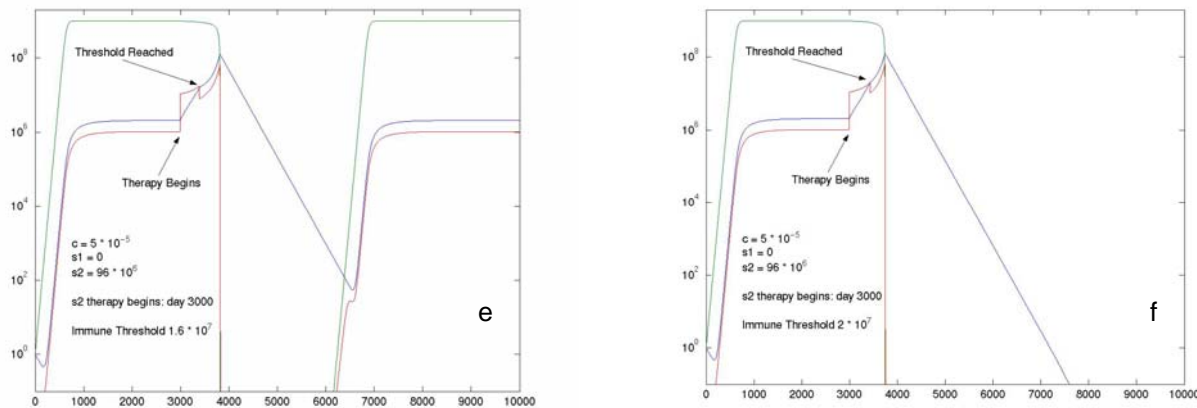 10^8
10^6
10^4
10^2
10^0
0 1000 2000 3000 4000 5000 6000 7000 8000 9000 10000
Threshold Reached
Therapy Begins
c = 5 * 10^-5
s1 = 0
s2 = 96 * 10^6
s2 therapy begins: day 3000
Immune Threshold 1.6 * 10^7
e
10^8
10^6
10^4
10^2
10^0
0 1000 2000 3000 4000 5000 6000 7000 8000 9000 10000
Threshold Reached
Therapy Begins
c = 5 * 10^-5
s1 = 0
s2 = 96 * 10^6
s2 therapy begins: day 3000
Immune Threshold 2 * 10^7
f